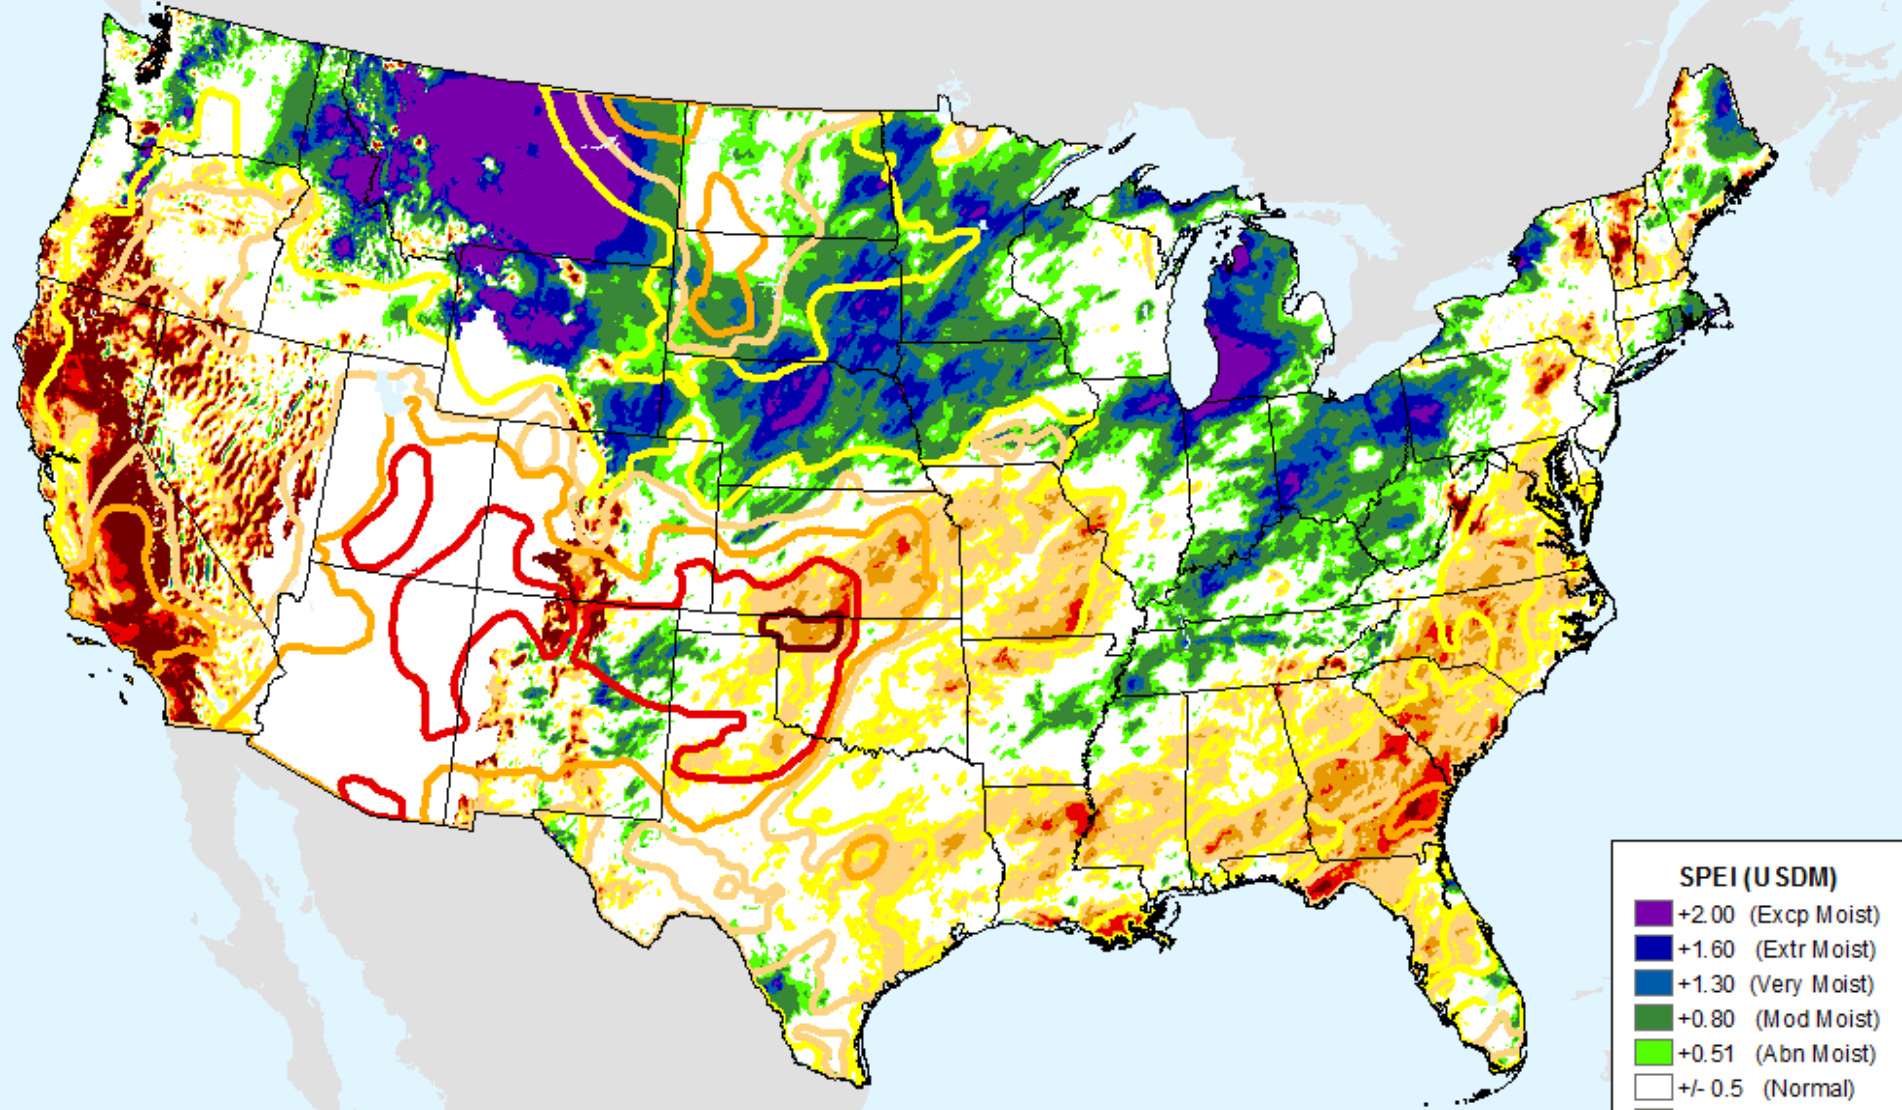 SPEI (USDM)
+2.00 (Excp Moist)
+1.60 (Extr Moist)
+1.30 (Very Moist)
+0.80 (Mod Moist)
+0.51 (Abn Moist)
+/- 0.5 (Normal)